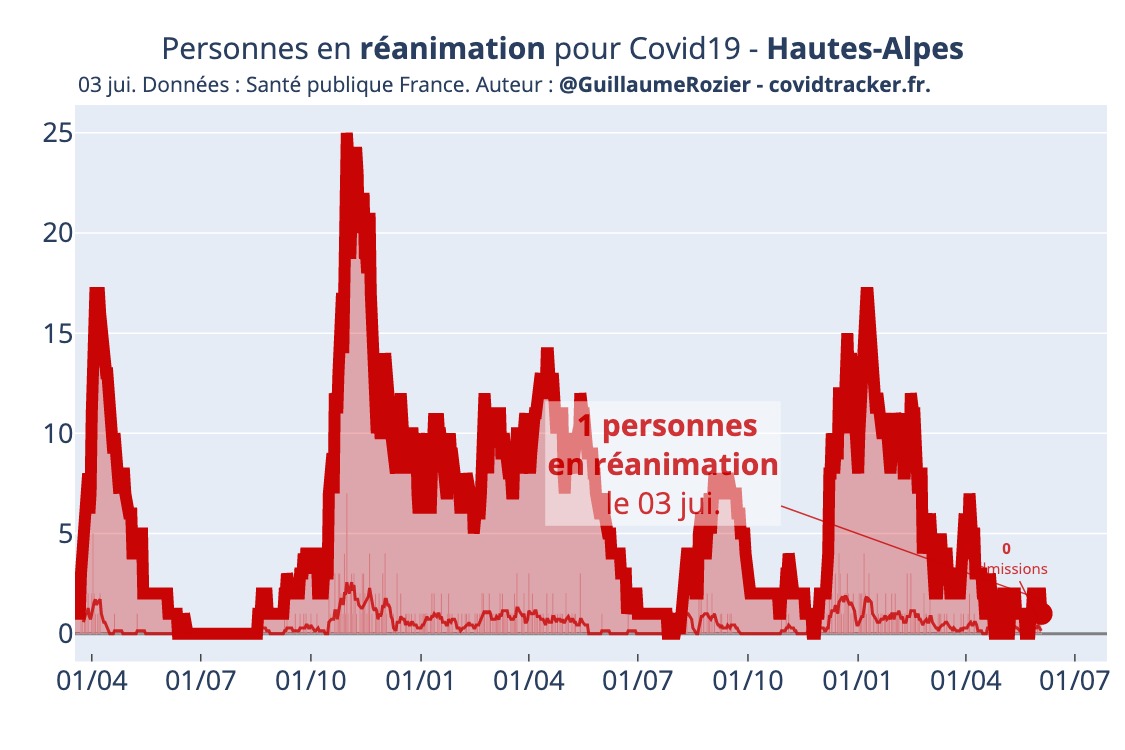 Personnes en réanimation pour Covid19 - Hautes-Alpes
03 jui. Données : Santé publique France. Auteur : @GuillaumeRozier - covidtracker.fr.
25
20
15
10
5
0
1 personnes
en réanimation
le 03 jui.
0
01/04 01/07 01/10 01/01 01/04 01/07 01/10 01/01 01/04 01/07